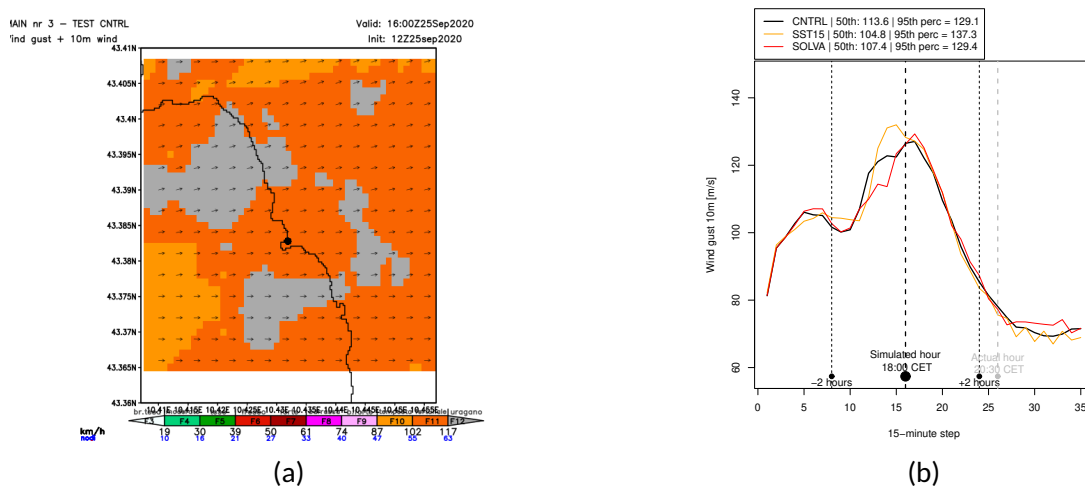 MAIN nr 3 – TEST CNTRL
Valid: 16:00Z25Sep2020
Wind gust + 10m wind
Init: 12Z25sep2020
43.41N
43.405N
43.4N
43.395N
43.39N
43.385N
43.38N
43.375N
43.37N
43.365N
43.36N
10.41E 10.415E 10.42E 10.425E 10.43E 10.435E 10.44E 10.445E 10.45E 10.455E
uragano
F3 F4 F5 F6 F7 F8 F9 F10 F11 F12
km/h 19 30 39 50 61 74 87 102 117
nodi 10 16 21 27 33 40 47 55 63
(a)
CNTRL | 50th: 113.6 | 95th perc = 129.1
SST15 | 50th: 104.8 | 95th perc = 137.3
SOLVA | 50th: 107.4 | 95th perc = 129.4
Wind gust 10m [m/s]
140
120
100
80
60
Simulated hour
18:00 CET
Actual hour
20:30 CET
−2 hours
+2 hours
0 5 10 15 20 25 30 35
15−minute step
(b)